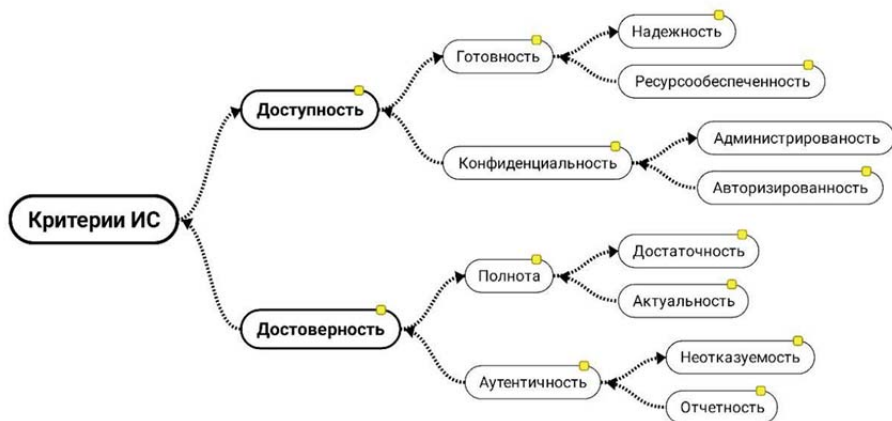 Критерии ИС
Доступность
Готовность
Надежность
Ресурсообеспеченность
Конфиденциальность
Администрированость
Авторизированность
Достоверность
Полнота
Достаточность
Актуальность
Аутентичность
Неотказуемость
Отчетность